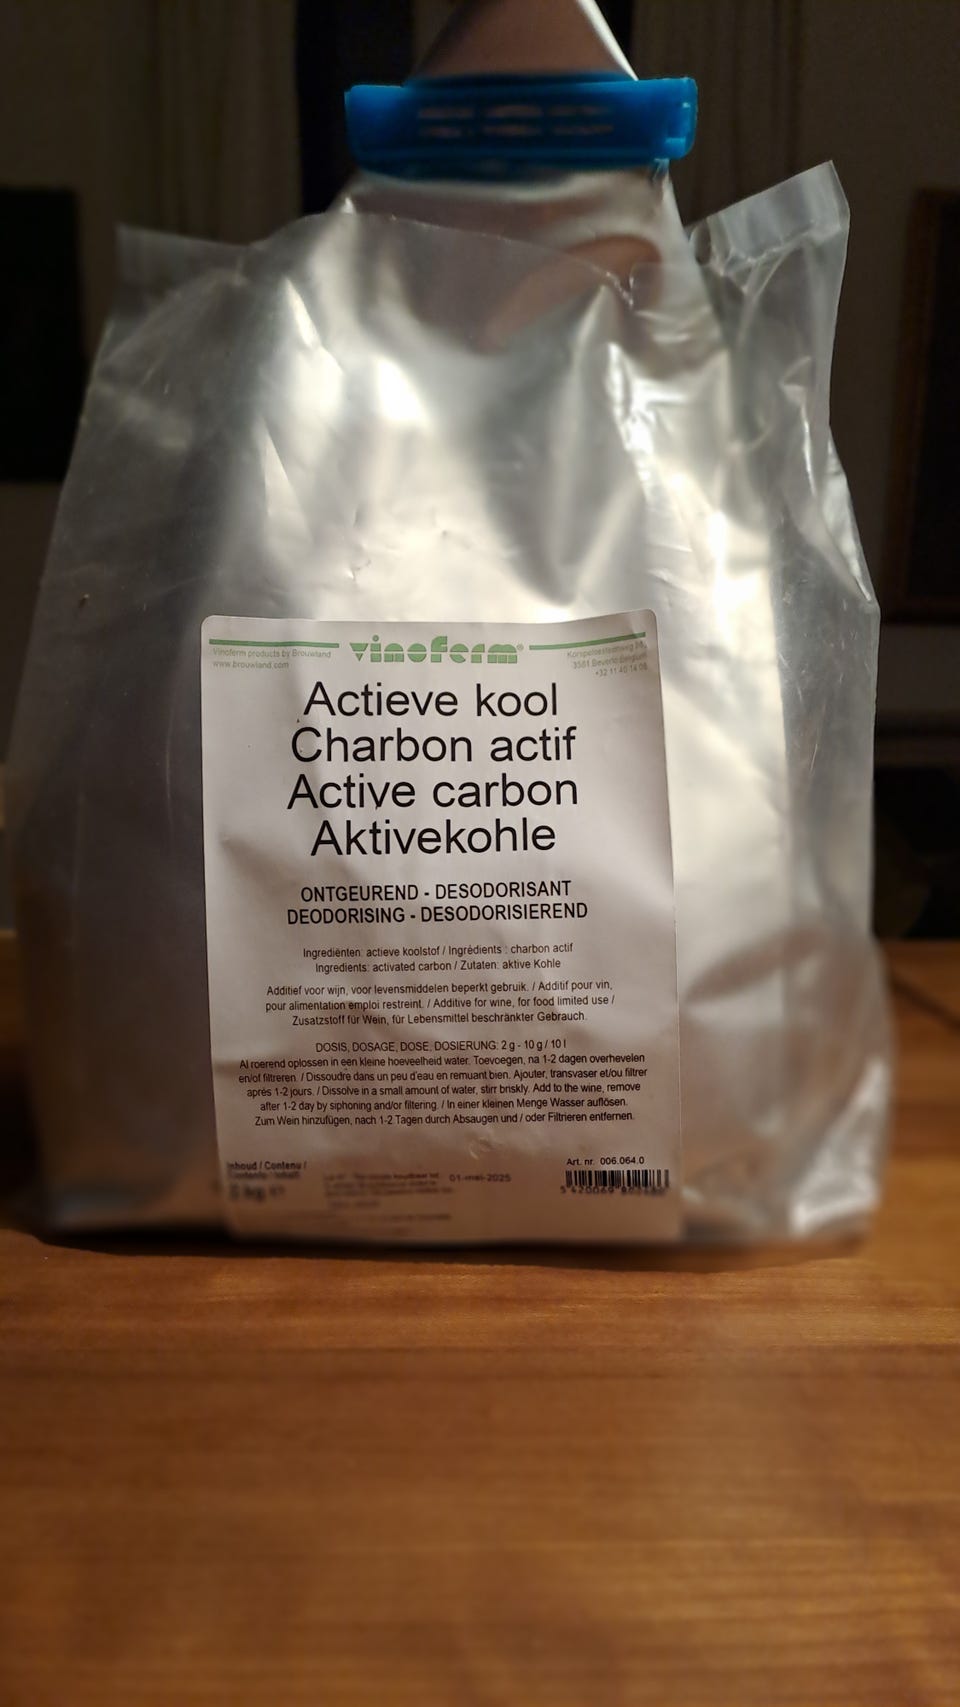 vinoferm®
Vinoferm products by Brouwland
www.brouwland.com
3581 Beverlo Belgium
+32 11 40 14 08
Actieve kool
Charbon actif
Active carbon
Aktivekohle
ONTGEUREND - DESODORISANT
DEODORISING - DESODORISIEREND
Ingrediënten: actieve koolstof / Ingrédients : charbon actif
Ingredients: activated carbon / Zutaten: aktive Kohle
Additief voor wijn, voor levensmiddelen beperkt gebruik. / Additif pour vin,
pour alimentation emploi restreint. / Additive for wine, for food limited use /
Zusatzstoff für Wein, für Lebensmittel beschränkter Gebrauch.
DOSIS, DOSAGE, DOSE, DOSIERUNG: 2 g - 10 g / 10 l
Al roerend oplossen in een kleine hoeveelheid water. Toevoegen, na 1-2 dagen overhevelen
en/of filtreren. / Dissoudre dans un peu d'eau en remuant bien. Ajouter, transvaser et/ou filtrer
après 1-2 jours. / Dissolve in a small amount of water, stirr briskly. Add to the wine, remove
after 1-2 day by siphoning and/or filtering. / In einer kleinen Menge Wasser auflösen.
Zum Wein hinzufügen, nach 1-2 Tagen durch Absaugen und / oder Filtrieren entfernen.
Inhoud / Contenu /
01-mei-2025
Art. nr. 006.064.0